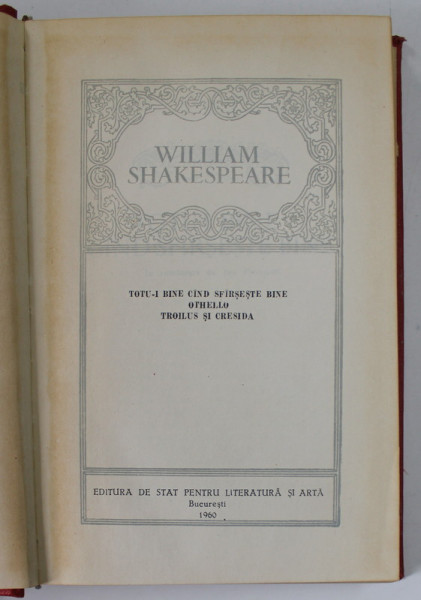 WILLIAM
SHAKESPEARE
TOTU-I BINE CÎND SFÎRȘEȘTE BINE
OTHELLO
TROILUS ȘI CRESIDA
EDITURA DE STAT PENTRU LITERATURĂ ȘI ARTĂ
București
1960